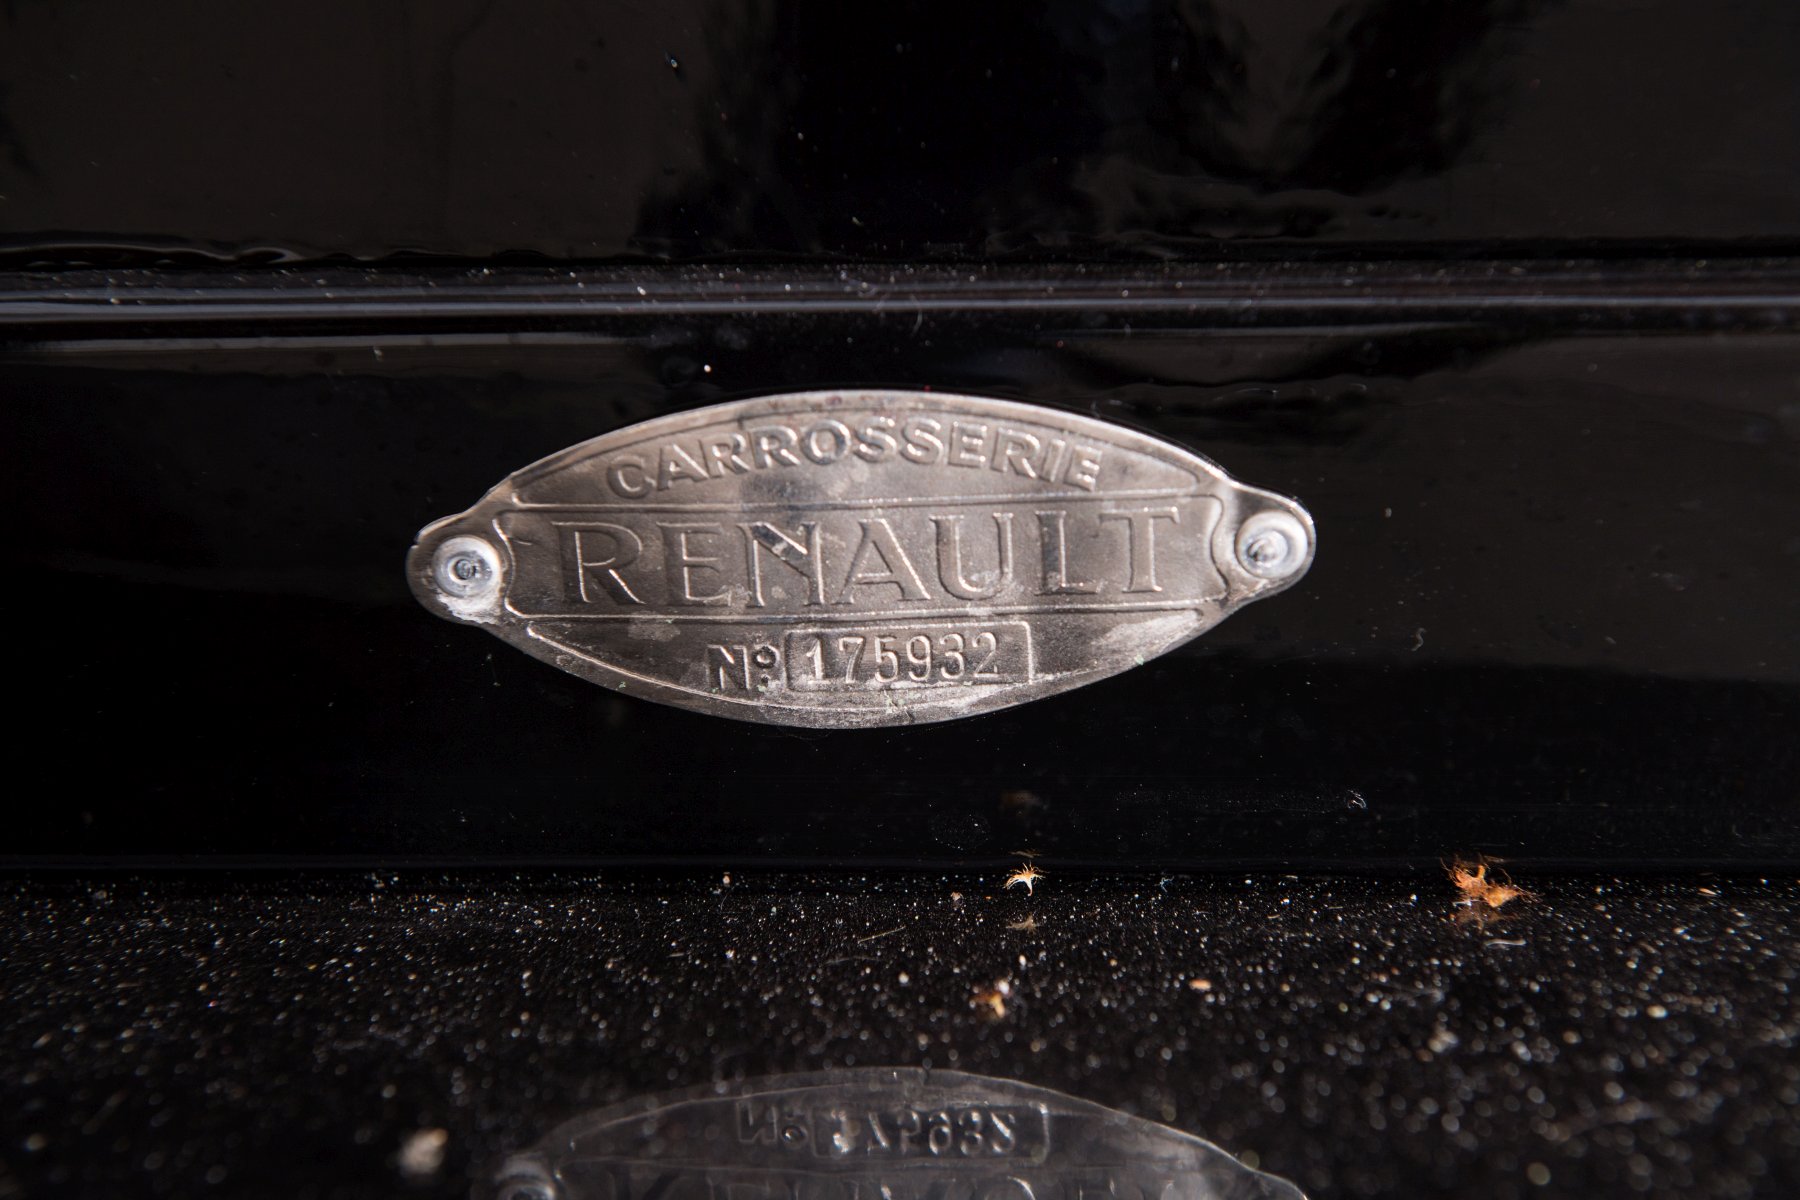 CARROSSERIE
RENAULT
Nº 175932